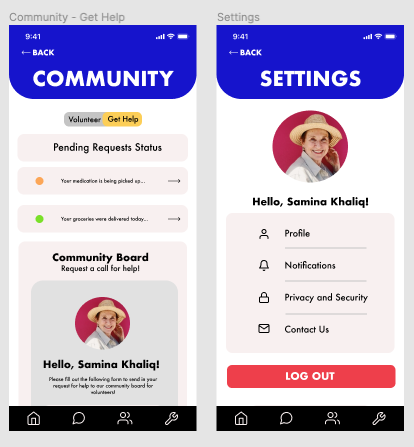 Community - Get Help
9:41
BACK
COMMUNITY
Volunteer
Get Help
Pending Requests Status
Your medication is being picked up...
Your groceries were delivered today...
Community Board
Request a call for help!
Hello, Samina Khaliq!
Please fill out the following form to send in your
request for help to our community board for
volunteers!
Settings
9:41
BACK
SETTINGS
Hello, Samina Khaliq!
Profile
Notifications
Privacy and Security
Contact Us
LOG OUT